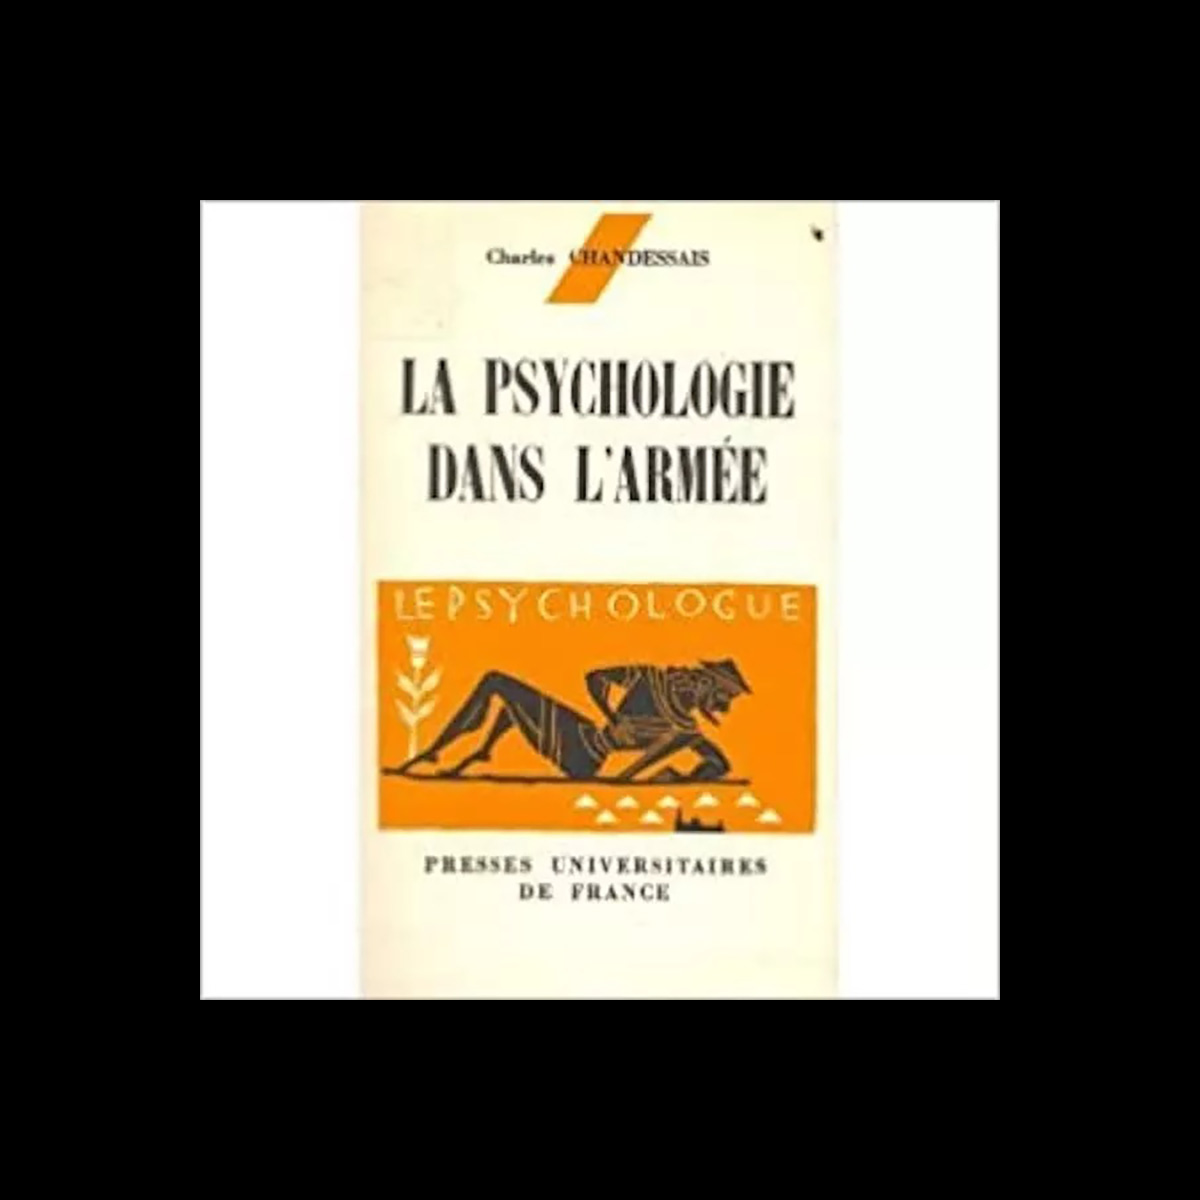 Charles CHANDESSAIS
LA PSYCHOLOGIE
DANS L'ARMÉE
LE PSYCHOLOGUE
PRESSES UNIVERSITAIRES
DE FRANCE